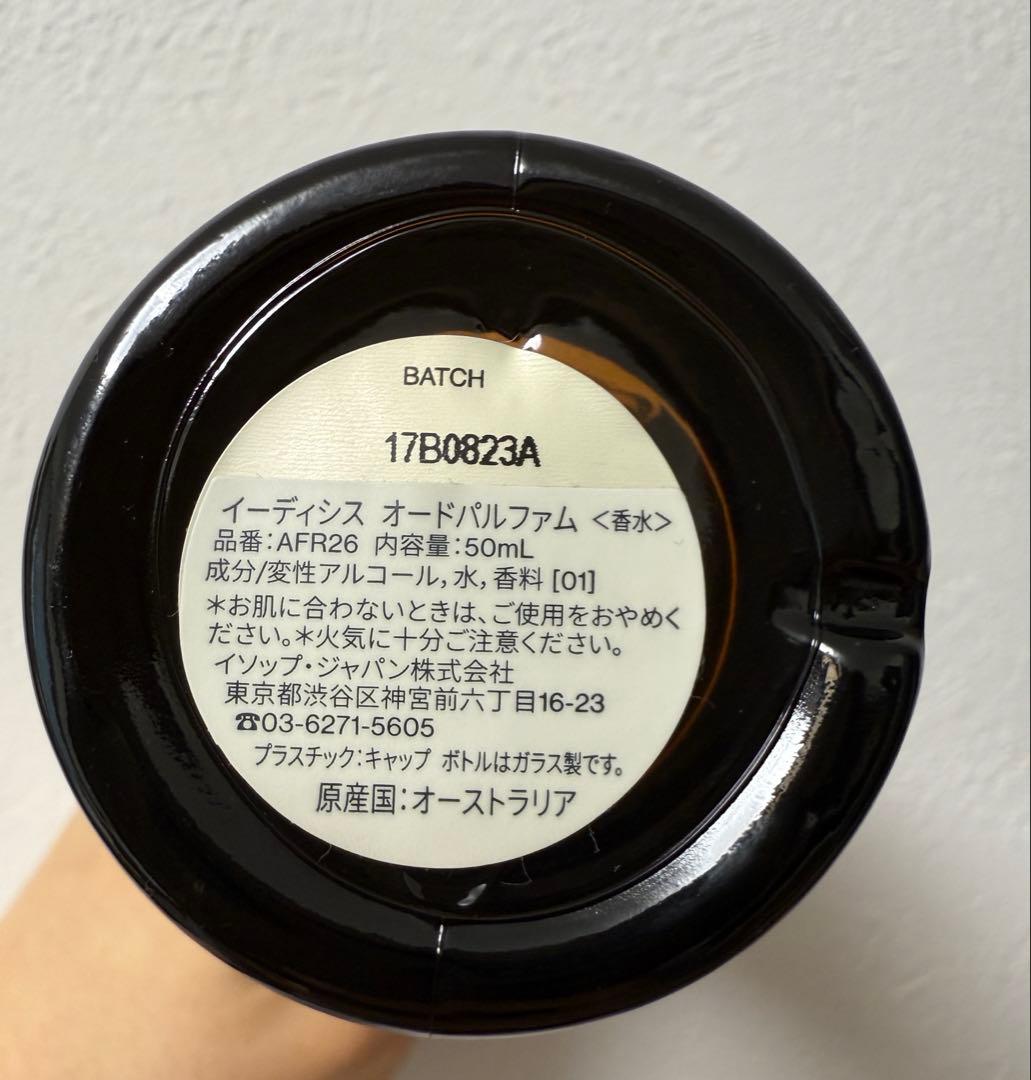 BATCH
17B0823A
イーディシス オードパルファム <香水>
品番:AFR26 内容量:50mL
成分/変性アルコール,水,香料 [01]
*お肌に合わないときは、ご使用をおやめく
ださい。*火気に十分ご注意ください。
イソップ・ジャパン株式会社
東京都渋谷区神宮前六丁目16-23
☎03-6271-5605
プラスチック:キャップ ボトルはガラス製です。
原産国:オーストラリア